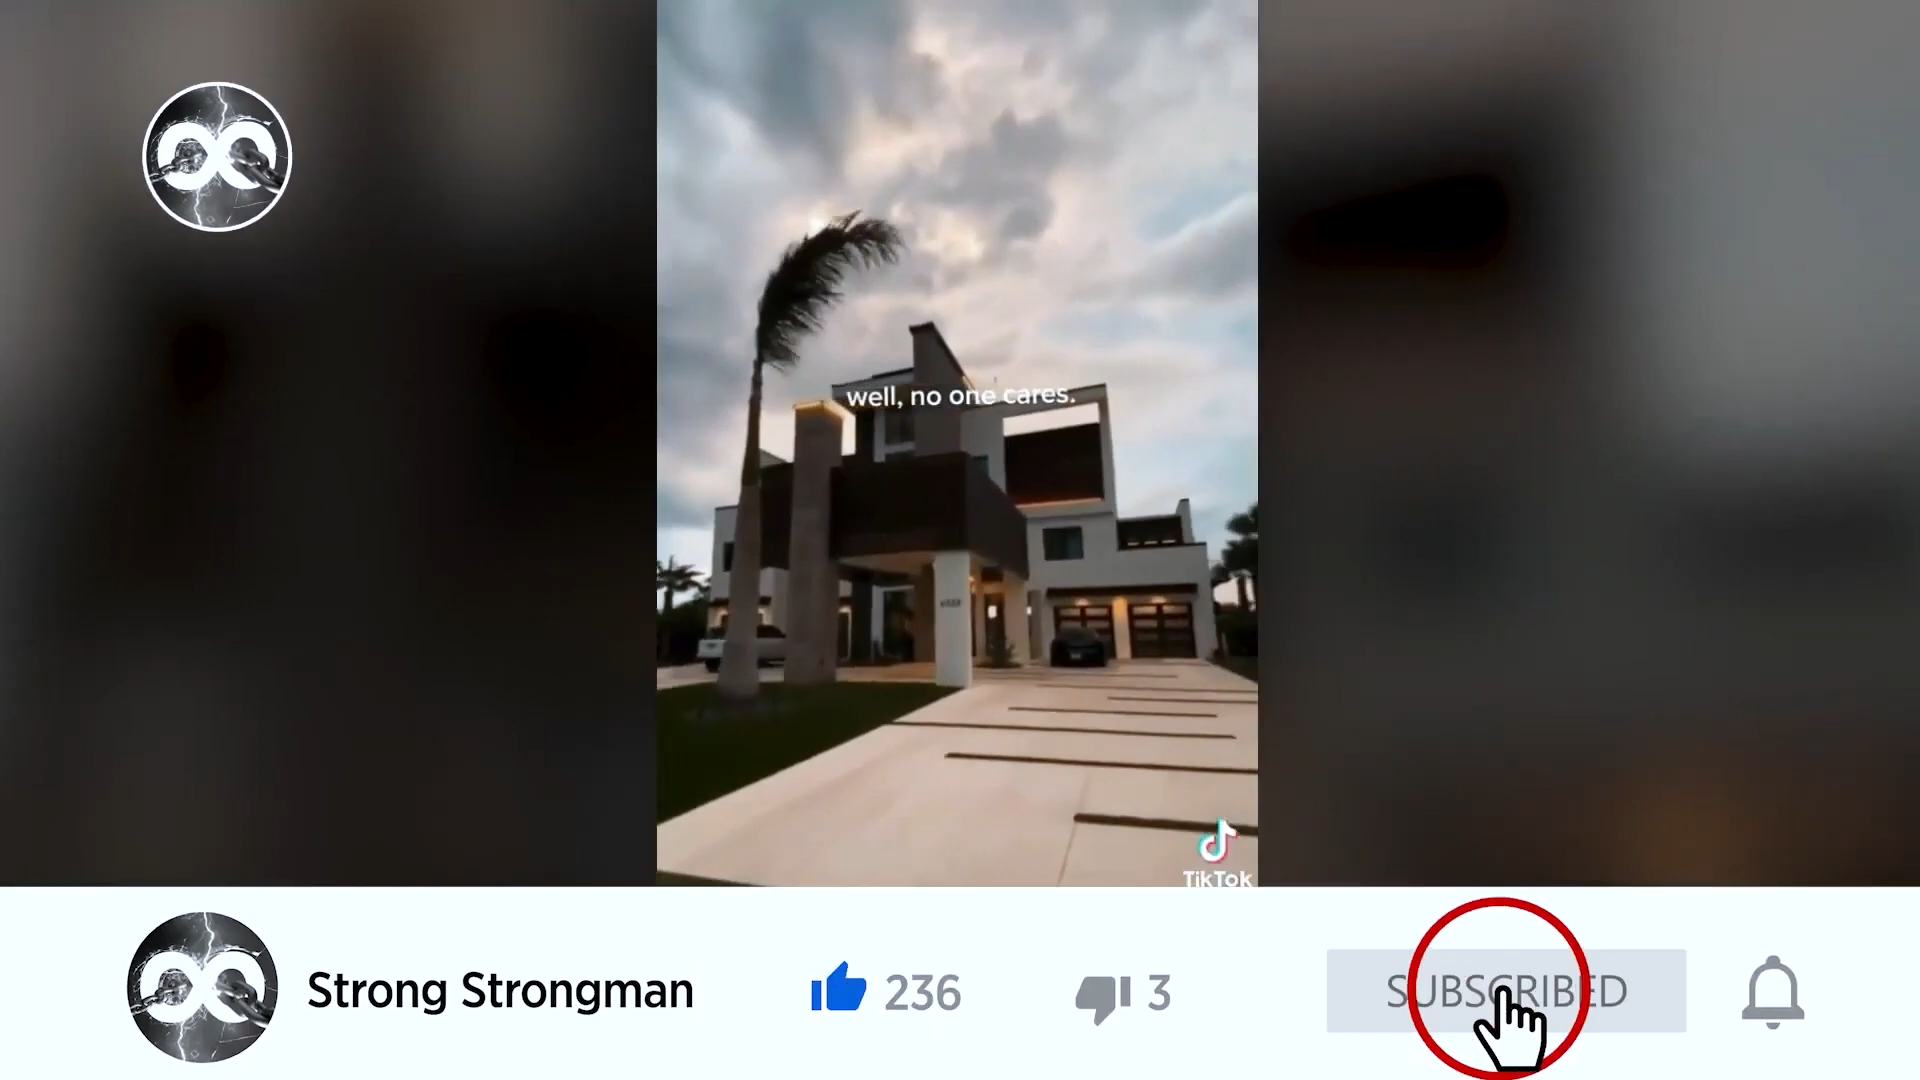 well, no one cares.
TikTok
Strong Strongman
236
3
SUBSCRIBED